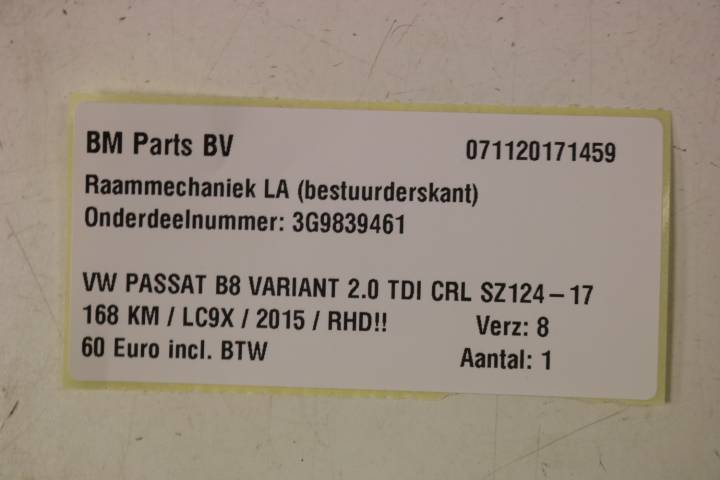 BM Parts BV 071120171459
Raammechaniek LA (bestuurderskant)
Onderdeelnummer: 3G9839461
VW PASSAT B8 VARIANT 2.0 TDI CRL SZ124-17
168 KM / LC9X / 2015 / RHD!! Verz: 8
60 Euro incl. BTW Aantal: 1